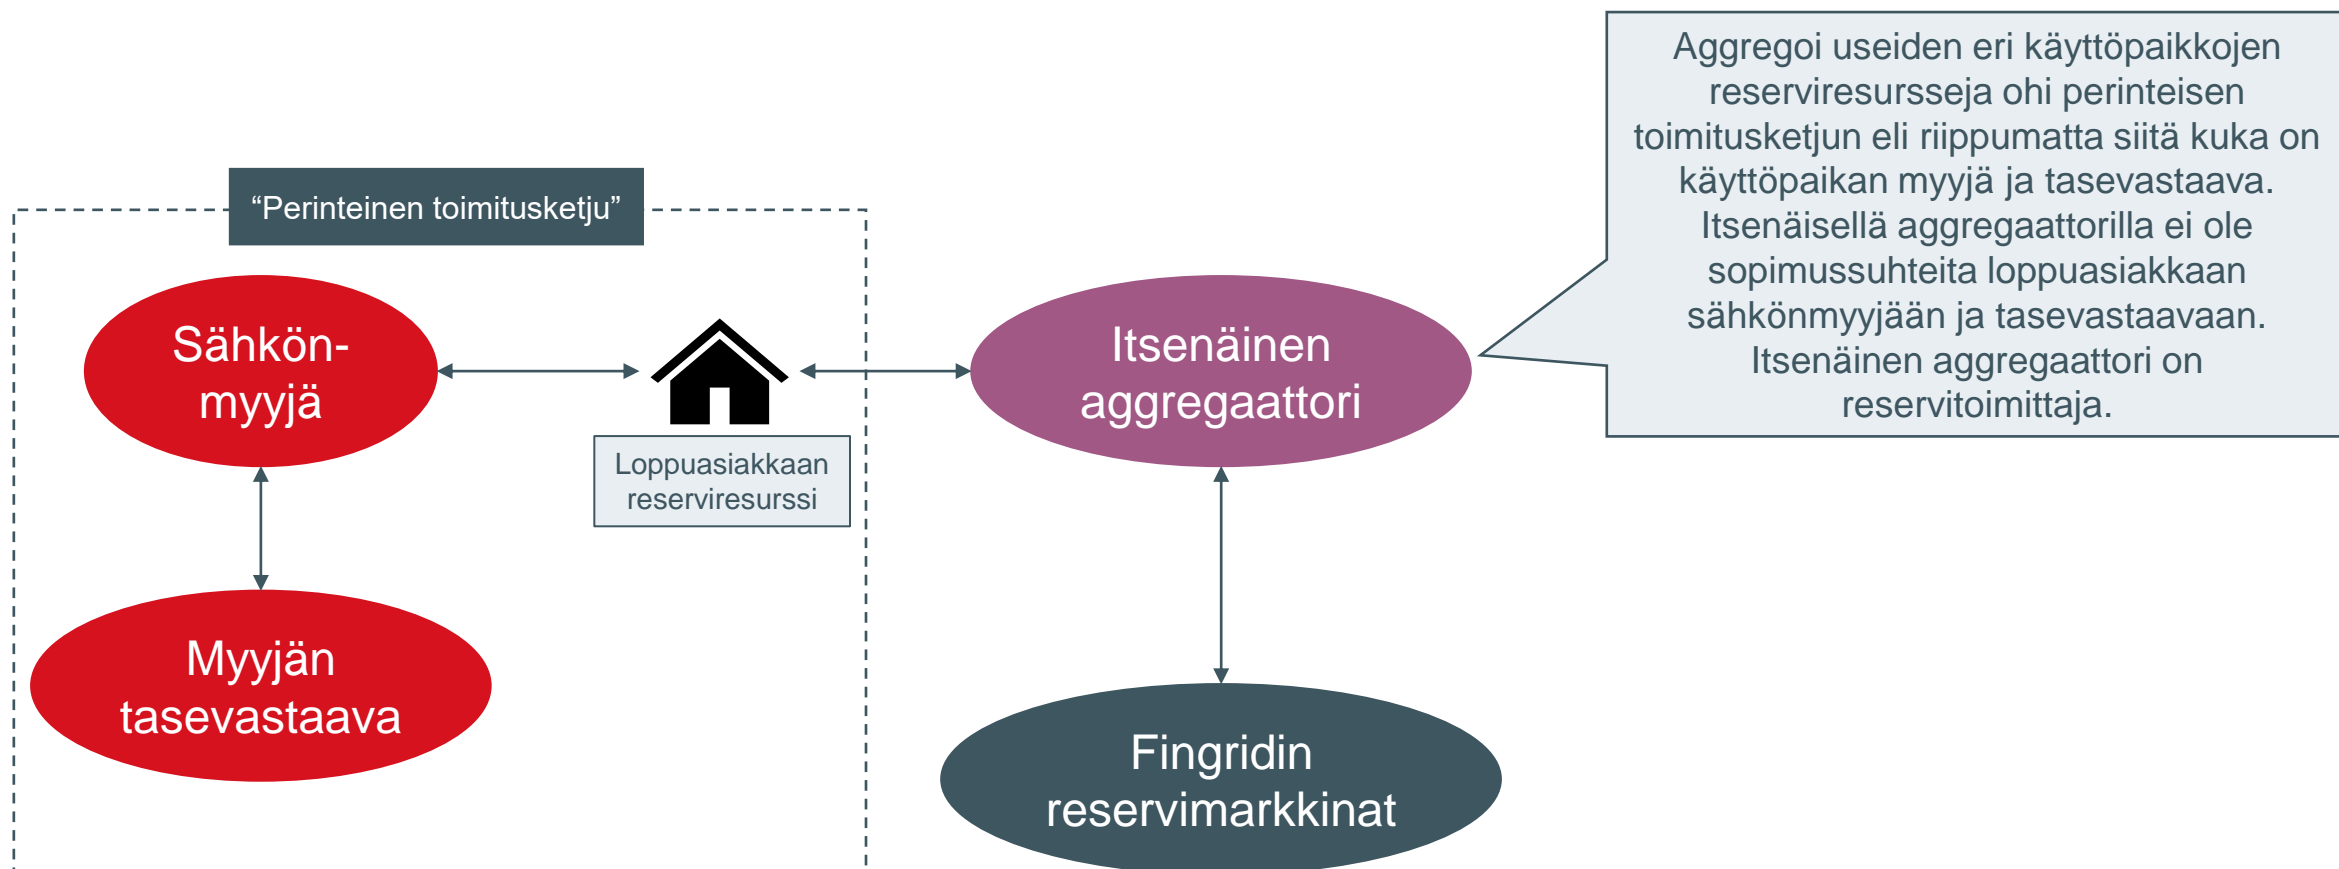 Aggregoi useiden eri käyttöpaikkojen
reserviresursseja ohi perinteisen
toimitusketjun eli riippumatta siitä kuka on
käyttöpaikan myyjä ja tasevastaava.
Itsenäisellä aggregaattorilla ei ole
sopimussuhteita loppuasiakkaan
sähkönmyyjään ja tasevastaavaan.
Itsenäinen aggregaattori on
reservitoimittaja.
“Perinteinen toimitusketju”
Sähkön-
myyjä
Loppuasiakkaan
reserviresurssi
Itsenäinen
aggregaattori
Myyjän
tasevastaava
Fingridin
reservimarkkinat